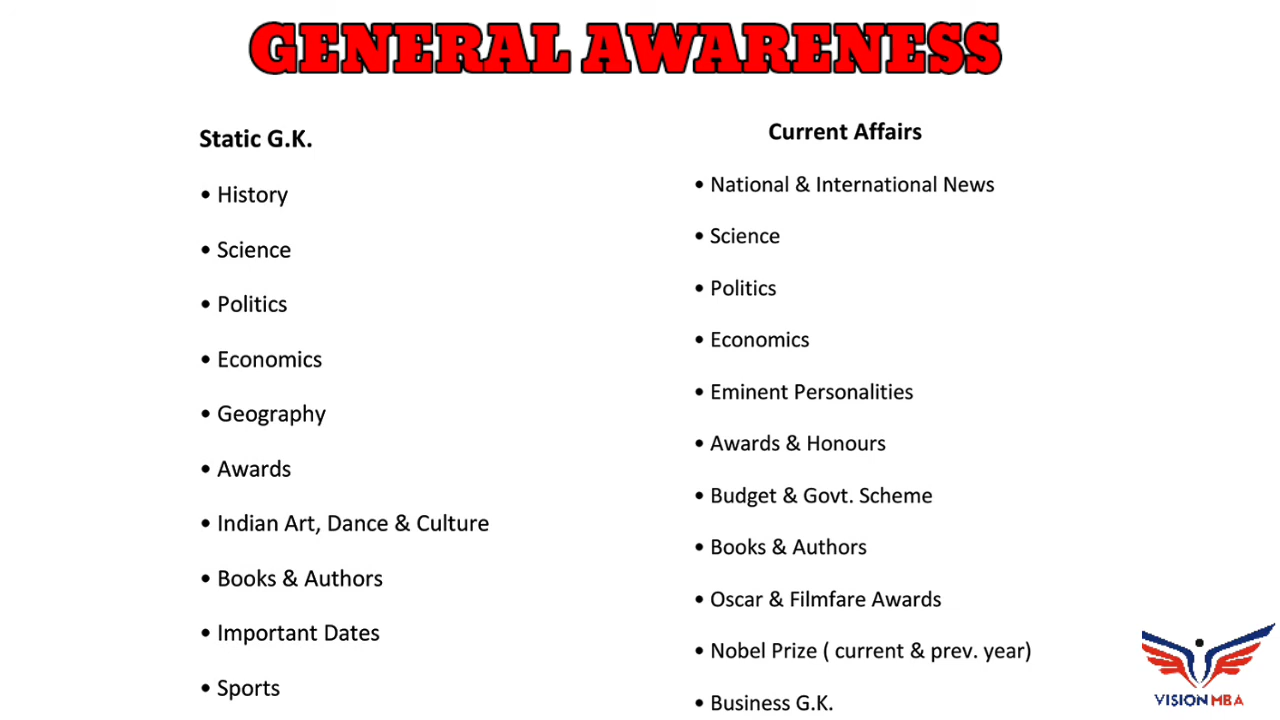 GENERAL AWARENESS
Static G.K.
• History
• Science
• Politics
• Economics
• Geography
• Awards
• Indian Art, Dance & Culture
• Books & Authors
• Important Dates
• Sports
Current Affairs
• National & International News
• Science
• Politics
• Economics
• Eminent Personalities
• Awards & Honours
• Budget & Govt. Scheme
• Books & Authors
• Oscar & Filmfare Awards
• Nobel Prize ( current & prev. year)
• Business G.K.
VISION MBA